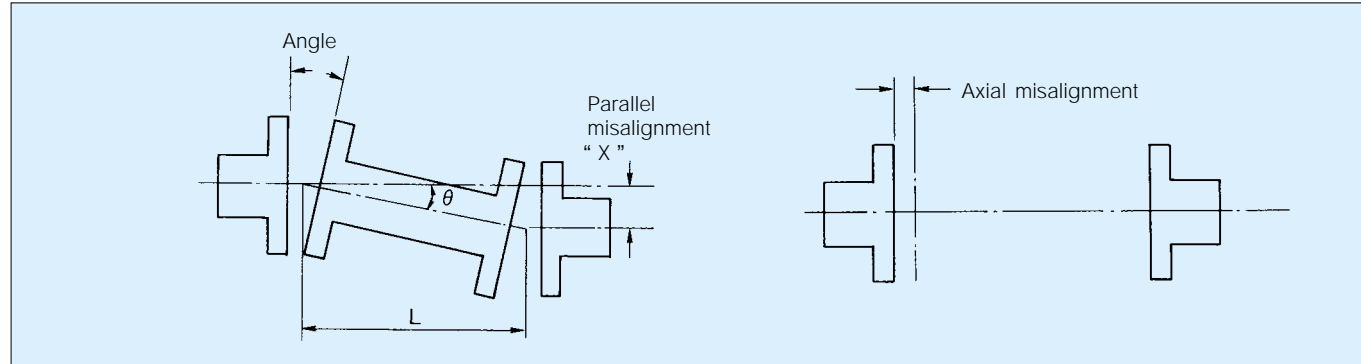 Angle
Parallel
misalignment
“ X ”
θ
L
Axial misalignment